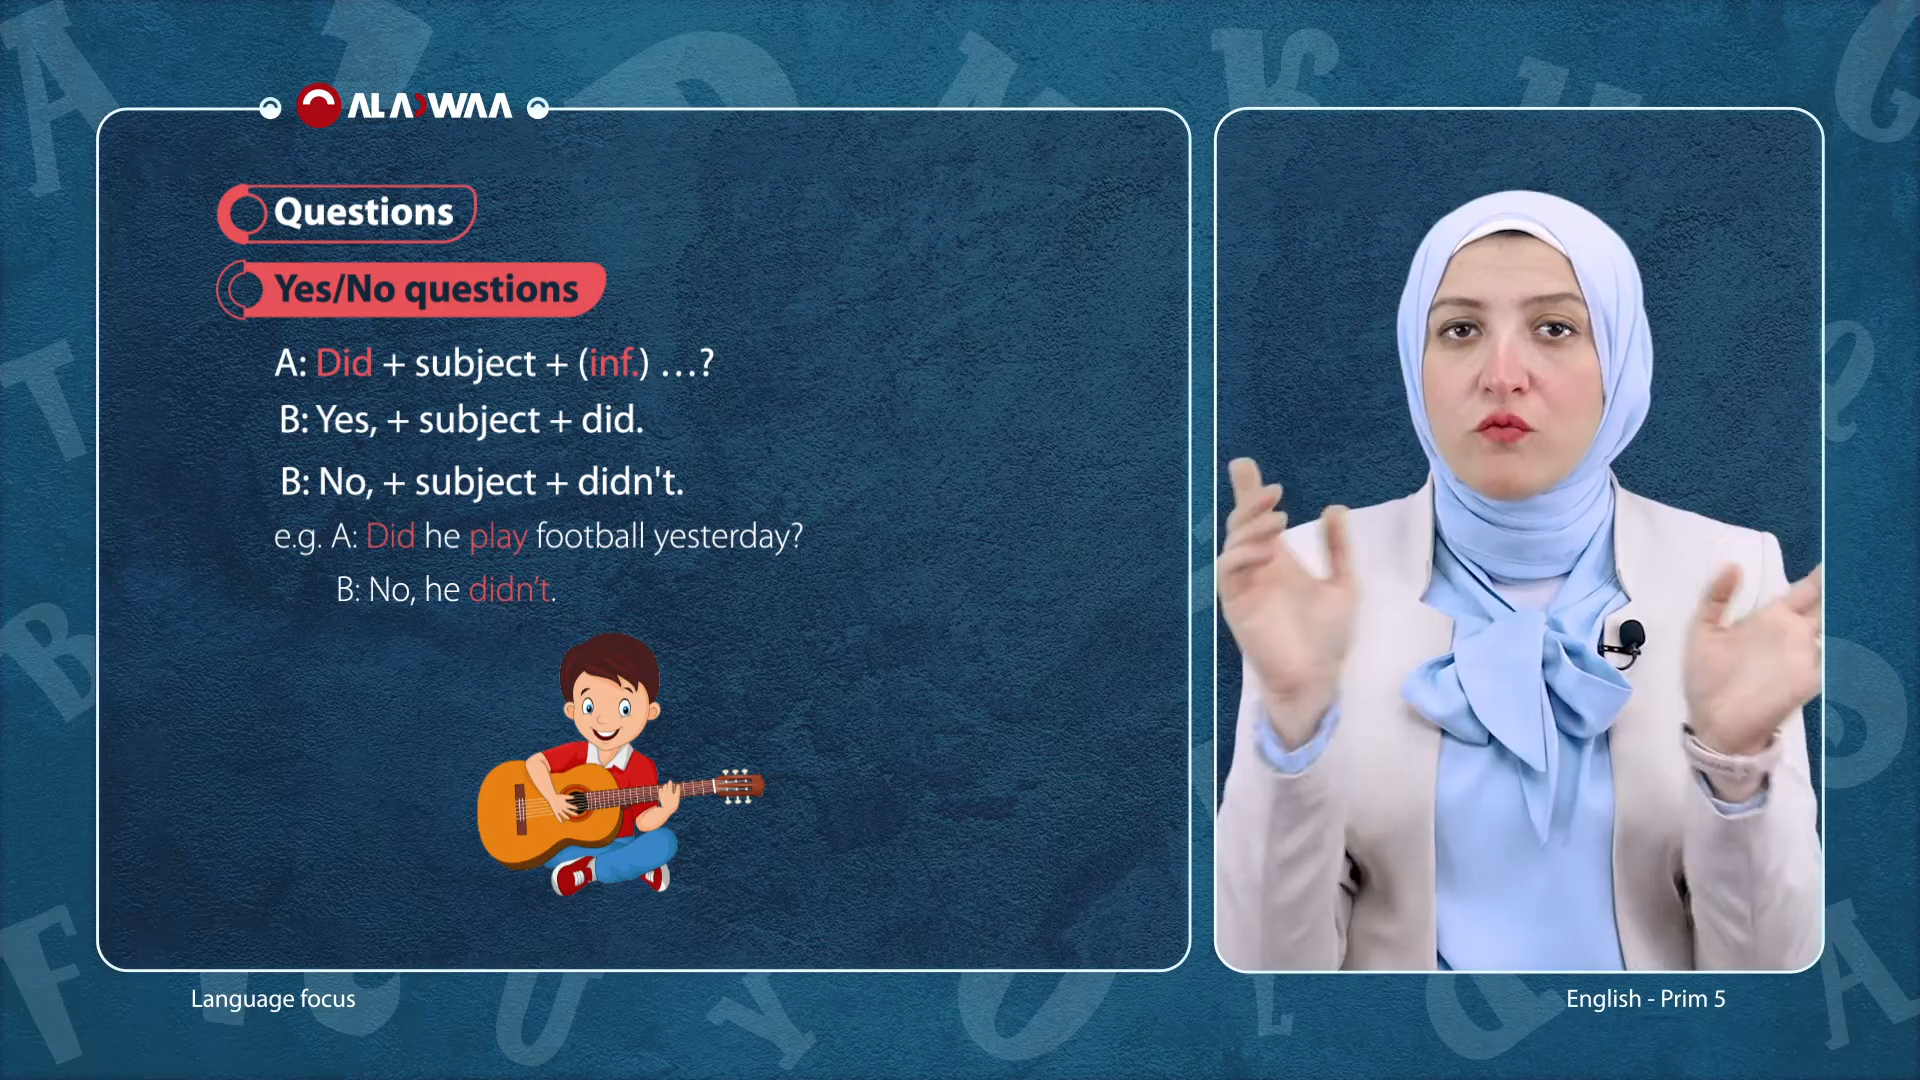 ALADWAA
Questions
Yes/No questions
A: Did + subject + (inf.) …?
B: Yes, + subject + did.
B: No, + subject + didn't.
e.g. A: Did he play football yesterday?
B: No, he didn’t.
Language focus
English - Prim 5